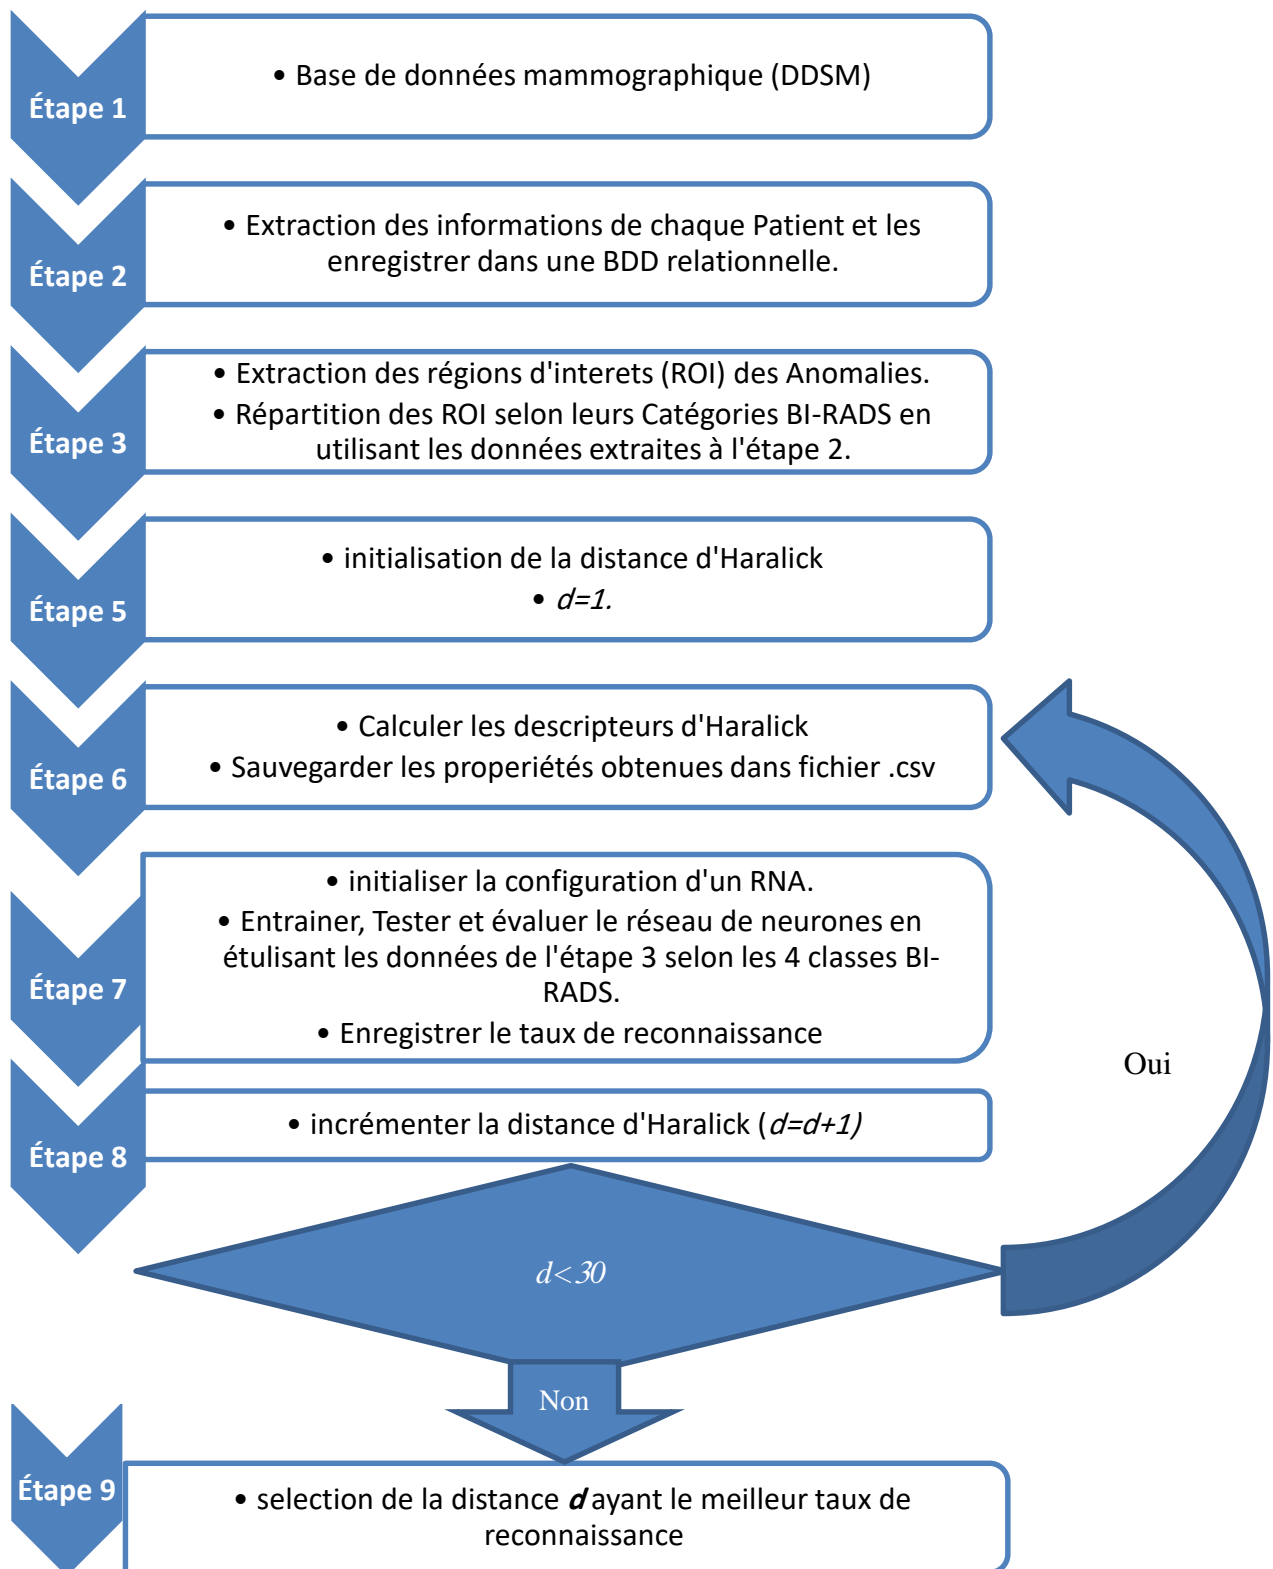 Étape 1
• Base de données mammographique (DDSM)
Étape 2
• Extraction des informations de chaque Patient et les
enregistrer dans une BDD relationnelle.
Étape 3
• Extraction des régions d'interets (ROI) des Anomalies.
• Répartition des ROI selon leurs Catégories BI-RADS en
utilisant les données extraites à l'étape 2.
Étape 5
• initialisation de la distance d'Haralick
• d=1.
Étape 6
• Calculer les descripteurs d'Haralick
• Sauvegarder les properiétés obtenues dans fichier .csv
Étape 7
• initialiser la configuration d'un RNA.
• Entrainer, Tester et évaluer le réseau de neurones en
étulisant les données de l'étape 3 selon les 4 classes BI-
RADS.
• Enregistrer le taux de reconnaissance
Oui
Étape 8
• incrémenter la distance d'Haralick (d=d+1)
d<30
Non
Étape 9
• selection de la distance d ayant le meilleur taux de
reconnaissance